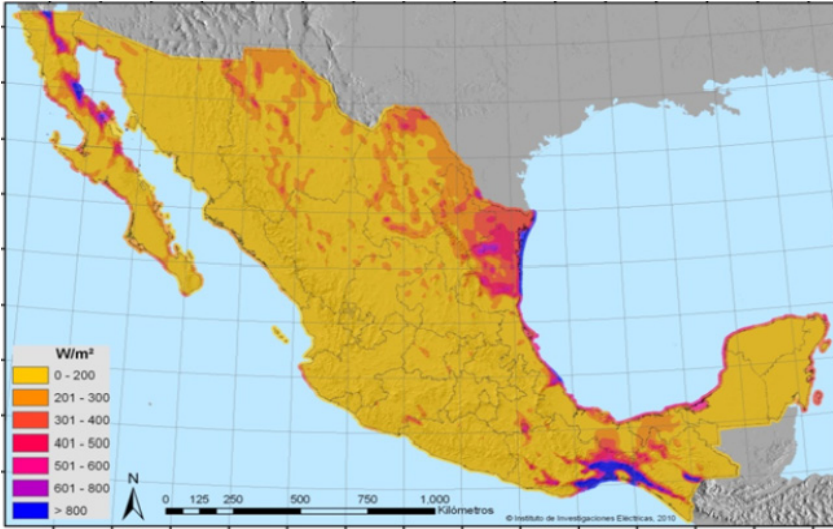 W/m²
0 - 200
201 - 300
301 - 400
401 - 500
501 - 600
601 - 800
> 800
N
0 125 250 500 750 1,000
Kilómetros
© Instituto de Investigaciones Eléctricas, 2010